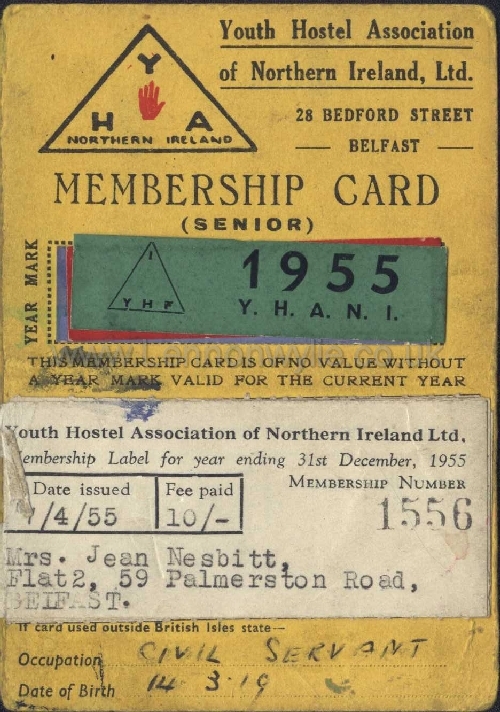 Youth Hostel Association
of Northern Ireland, Ltd.
28 BEDFORD STREET
BELFAST
Y
H A
NORTHERN IRELAND
MEMBERSHIP CARD
(SENIOR)
YEAR MARK
I
Y H F
1955
Y. H. A. N. I.
THIS MEMBERSHIP CARD IS OF NO VALUE WITHOUT
A YEAR MARK VALID FOR THE CURRENT YEAR
Youth Hostel Association of Northern Ireland Ltd.
Membership Label for year ending 31st December, 1955
MEMBERSHIP NUMBER
1556
Date issued
/4/55
Fee paid
10/-
Mrs. Jean Nesbitt,
Flat2, 59 Palmerston Road,
BELFAST.
If card used outside British Isles state—
Occupation CIVIL SERVANT
Date of Birth 14 3.19